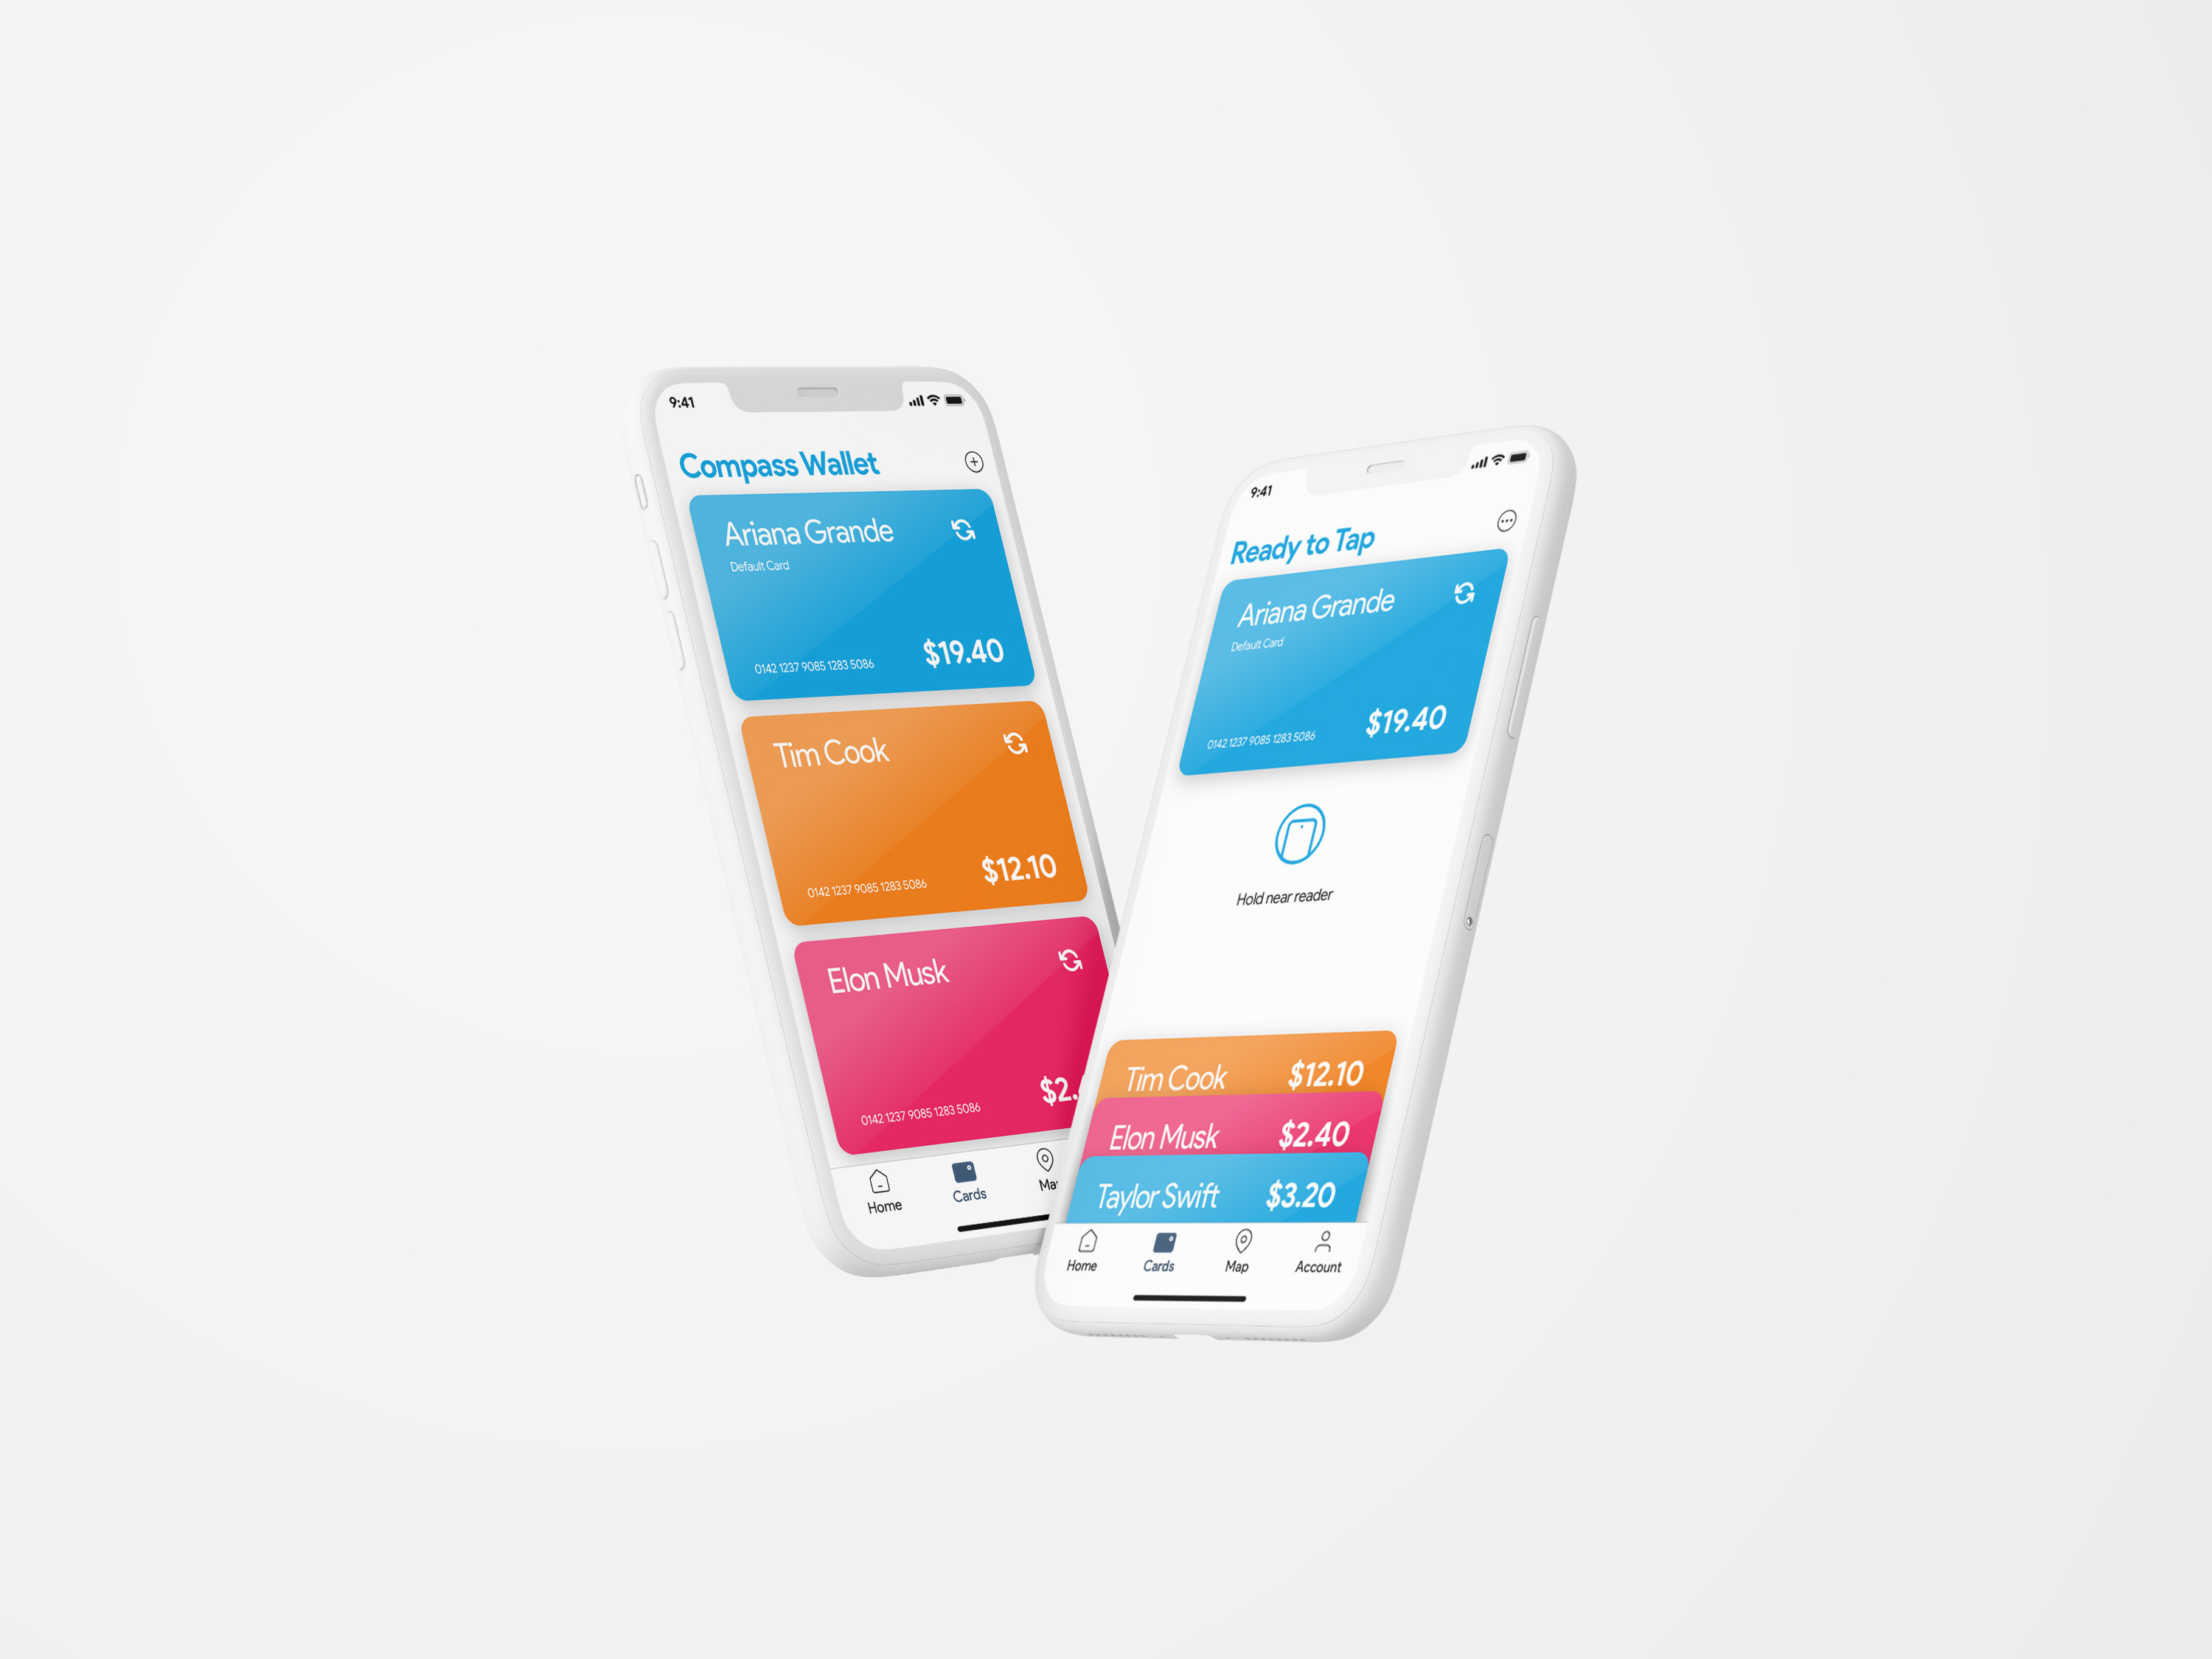 9:41
Compass Wallet
Ariana Grande
Default Card
0142 1237 9085 1283 5086
$19.40
Tim Cook
0142 1237 9085 1283 5086
$12.10
Elon Musk
0142 1237 9085 1283 5086
$2.
Home
Cards
Ma
9:41
Ready to Tap
Ariana Grande
Default Card
0142 1237 9085 1283 5086
$19.40
Hold near reader
Tim Cook
$12.10
Elon Musk
$2.40
Taylor Swift
$3.20
Home
Cards
Map
Account